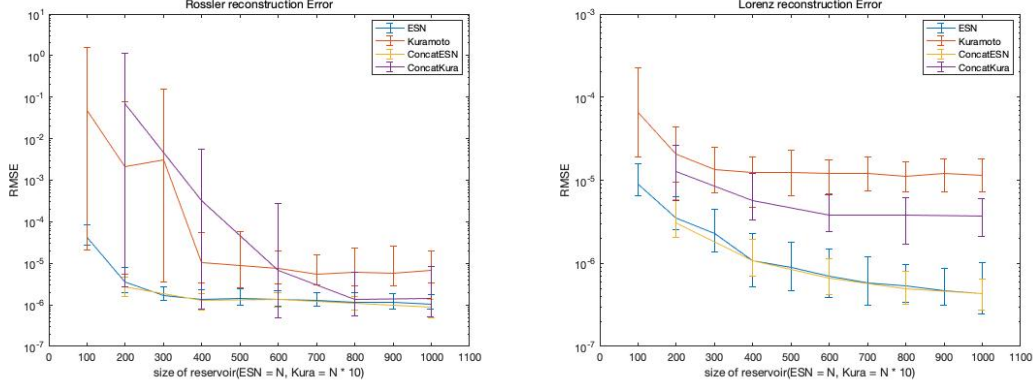 Rossler reconstruction Error
10^1
10^0
10^-1
10^-2
10^-3
10^-4
10^-5
10^-6
10^-7
RMSE
0 100 200 300 400 500 600 700 800 900 1000 1100
size of reservoir(ESN = N, Kura = N * 10)
ESN
Kuramoto
ConcatESN
ConcatKura
Lorenz reconstruction Error
10^-3
10^-4
10^-5
10^-6
10^-7
RMSE
0 100 200 300 400 500 600 700 800 900 1000 1100
size of reservoir(ESN = N, Kura = N * 10)
ESN
Kuramoto
ConcatESN
ConcatKura